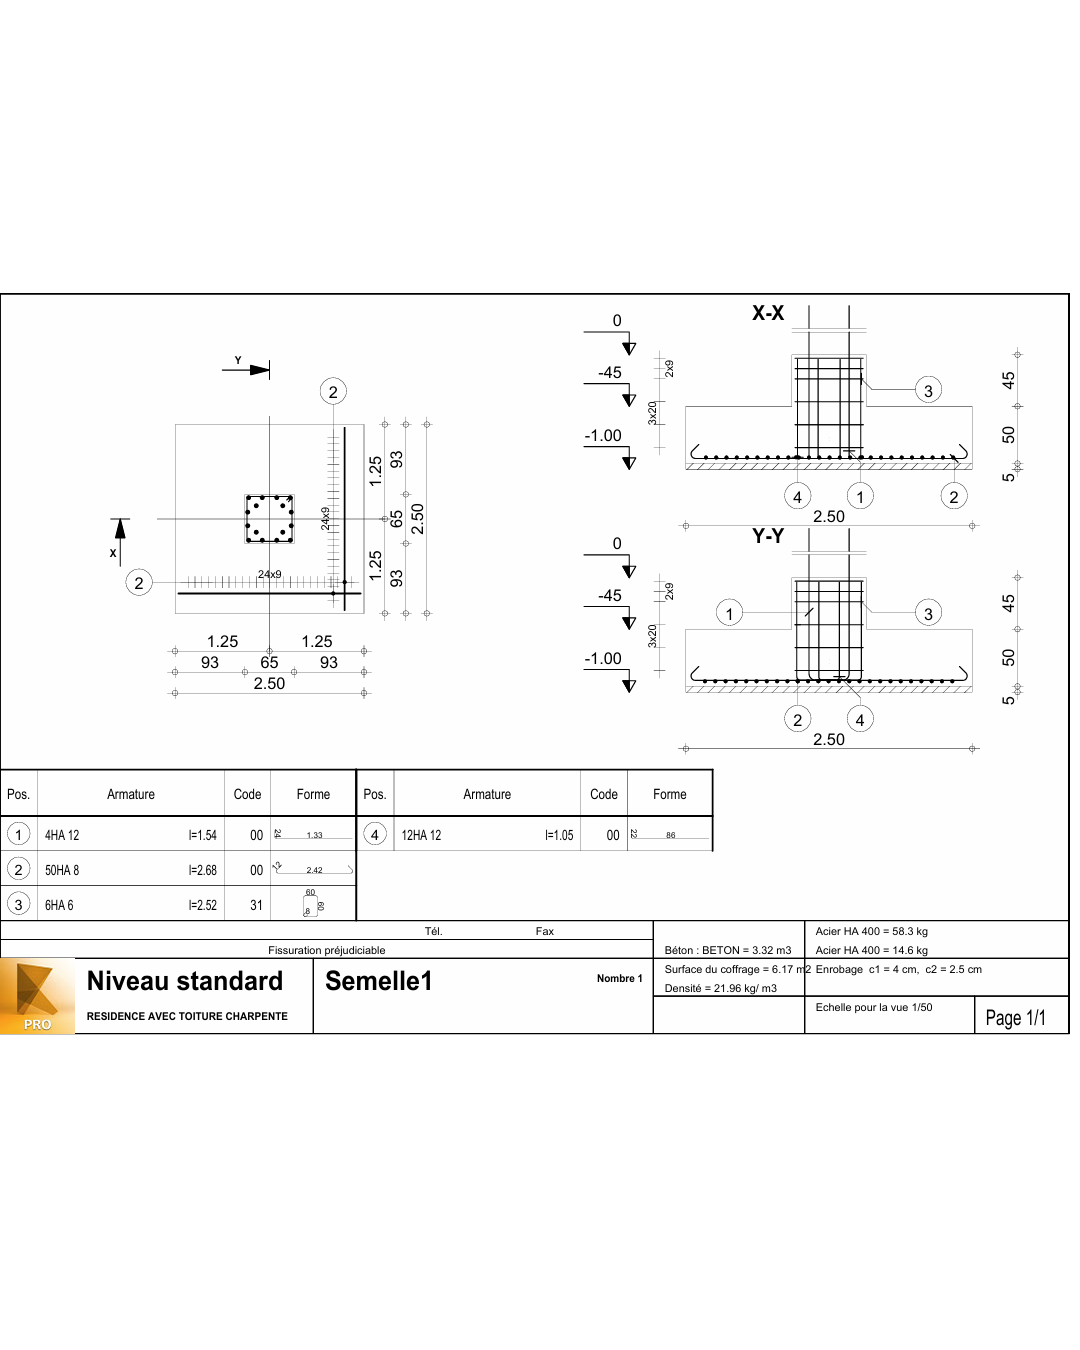 Y
2
1.25
93
24x9
65
2.50
X
1.25
93
2
24x9
1.25
1.25
93
65
93
2.50
X-X
0
2x9
-45
3
45
3x20
-1.00
50
5
4
1
2
2.50
Y-Y
0
2x9
-45
1
3
45
3x20
-1.00
50
5
2
4
2.50
Pos. Armature Code Forme Pos. Armature Code Forme
1 4HA 12 l=1.54 00 24 1.33 4 12HA 12 l=1.05 00 22 86
2 50HA 8 l=2.68 00 12 2.42
3 6HA 6 l=2.52 31 60 60 8
Tél. Fax
Acier HA 400 = 58.3 kg
Fissuration préjudiciable
Béton : BETON = 3.32 m3
Acier HA 400 = 14.6 kg
Niveau standard
Semelle1
Nombre 1
Surface du coffrage = 6.17 m2
Enrobage c1 = 4 cm, c2 = 2.5 cm
Densité = 21.96 kg/ m3
RESIDENCE AVEC TOITURE CHARPENTE
Echelle pour la vue 1/50
Page 1/1
PRO